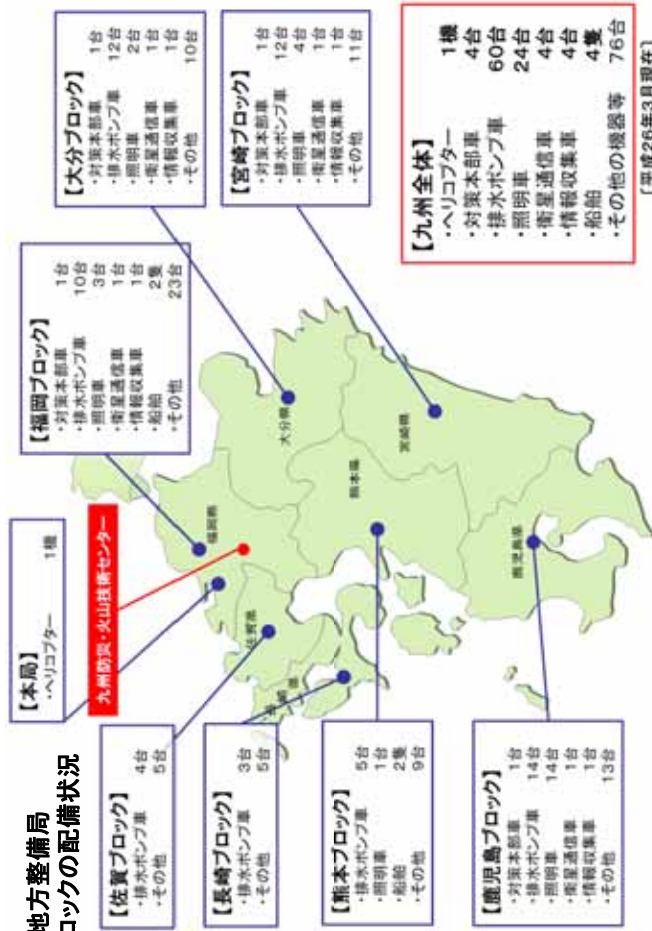 地方整備局
ロックの配備状況
【本局】
・ヘリコプター 1機
九州防災・火山技術センター
【福岡ブロック】
・対策本部車 1台
・排水ポンプ車 10台
・照明車 3台
・衛星通信車 1台
・情報収集車 1台
・船舶 2隻
・その他 23台
【大分ブロック】
・対策本部車 1台
・排水ポンプ車 12台
・照明車 2台
・衛星通信車 1台
・情報収集車 1台
・その他 10台
【佐賀ブロック】
・排水ポンプ車 4台
・その他 5台
【長崎ブロック】
・排水ポンプ車 3台
・その他 5台
【熊本ブロック】
・排水ポンプ車 5台
・照明車 1台
・船舶 2隻
・その他 9台
【宮崎ブロック】
・対策本部車 1台
・排水ポンプ車 12台
・照明車 4台
・衛星通信車 1台
・情報収集車 1台
・その他 11台
【鹿児島ブロック】
・対策本部車 1台
・排水ポンプ車 14台
・照明車 14台
・衛星通信車 1台
・情報収集車 1台
・その他 13台
福岡県
佐賀県
長崎県
大分県
熊本県
宮崎県
鹿児島県
【九州全体】
・ヘリコプター 1機
・対策本部車 4台
・排水ポンプ車 60台
・照明車 24台
・衛星通信車 4台
・情報収集車 4台
・船舶 4隻
・その他の機器等 76台
[平成26年3月現在]